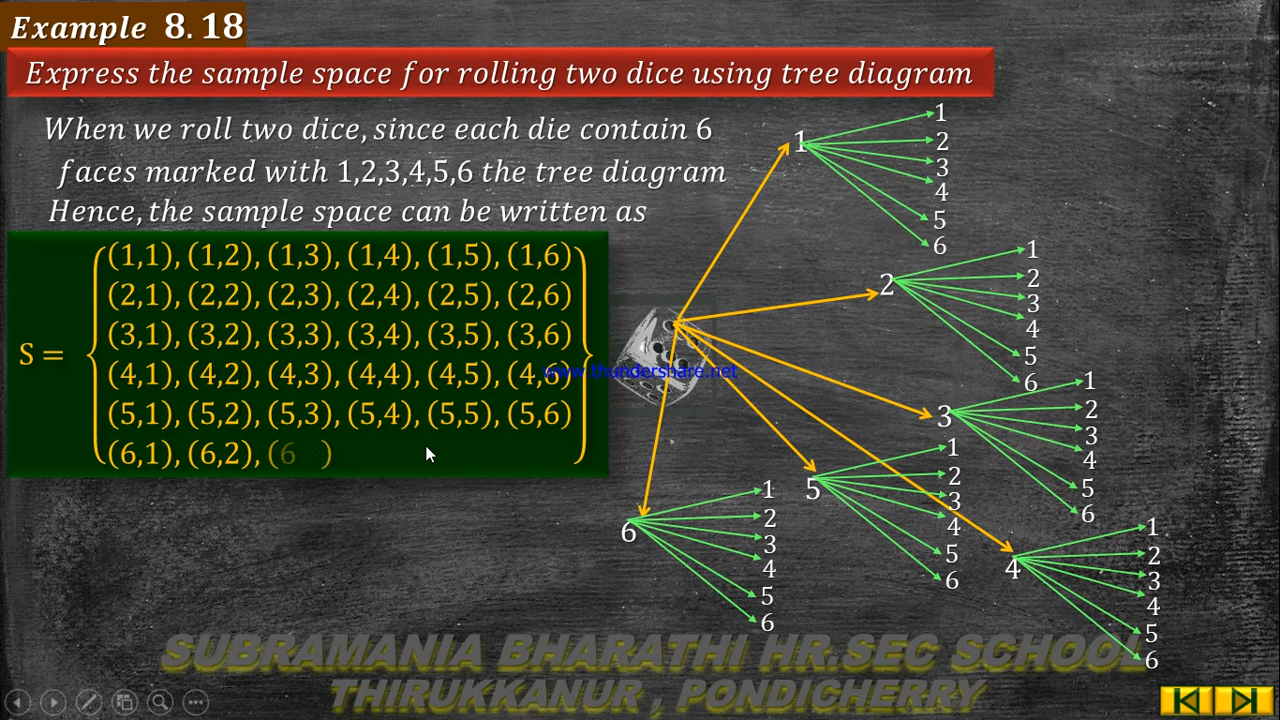 Example 8.18
Express the sample space for rolling two dice using tree diagram
When we roll two dice, since each die contain 6
faces marked with 1,2,3,4,5,6 the tree diagram
Hence, the sample space can be written as
S =
(1,1), (1,2), (1,3), (1,4), (1,5), (1,6)
(2,1), (2,2), (2,3), (2,4), (2,5), (2,6)
(3,1), (3,2), (3,3), (3,4), (3,5), (3,6)
(4,1), (4,2), (4,3), (4,4), (4,5), (4,6)
(5,1), (5,2), (5,3), (5,4), (5,5), (5,6)
(6,1), (6,2), (6 )
www.thundershare.net
1
1
2
3
4
5
6
2
1
2
3
4
5
6
3
1
2
3
4
5
6
5
1
2
3
4
5
6
4
1
2
3
4
5
6
6
1
2
3
4
5
6
SUBRAMANIA BHARATHI HR.SEC SCHOOL
THIRUKKANUR , PONDICHERRY